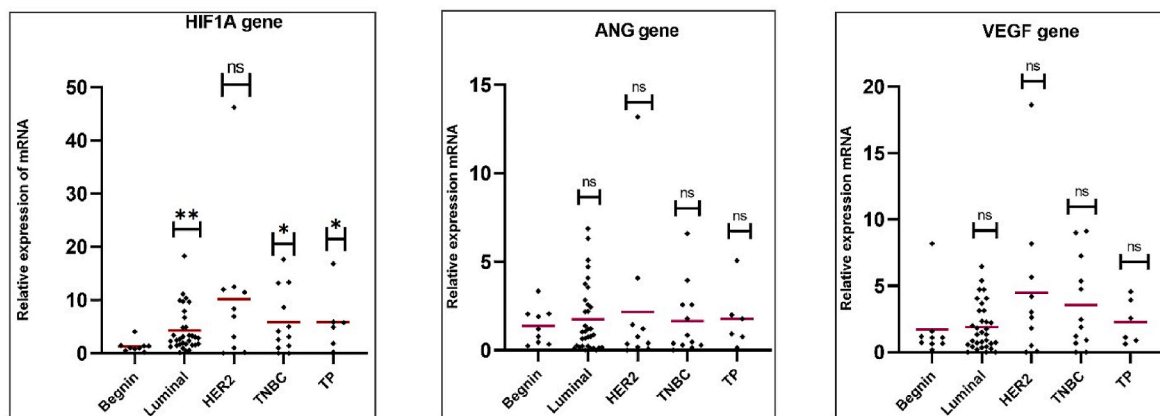 HIF1A gene
Relative expression of mRNA
50
40
30
20
10
0
ns
**
*
*
Begnin
Luminal
HER2
TNBC
TP
ANG gene
Relative expression mRNA
15
10
5
0
ns
ns
ns
ns
Begnin
Luminal
HER2
TNBC
TP
VEGF gene
Relative expression mRNA
20
15
10
5
0
ns
ns
ns
ns
Begnin
Luminal
HER2
TNBC
TP